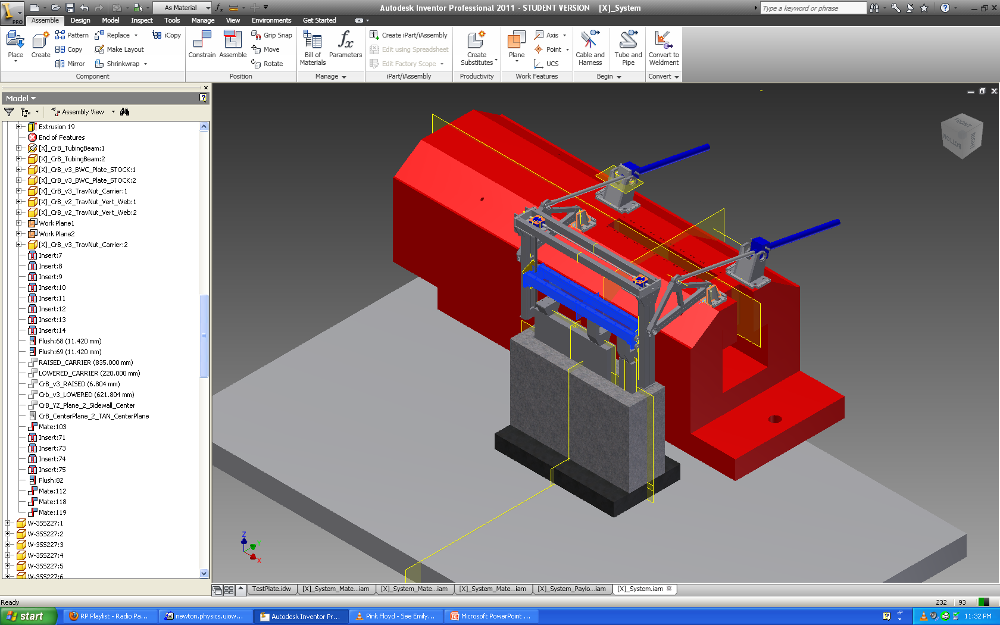 As Material
Autodesk Inventor Professional 2011 - STUDENT VERSION [X]_System
Type a keyword or phrase
PRO
Assemble Design Model Inspect Tools Manage View Environments Get Started
Place
Create
Pattern
Copy
Mirror
Replace
Make Layout
Shrinkwrap
iCopy
Component
Constrain
Assemble
Grip Snap
Move
Rotate
Position
Bill of Materials
Parameters
Manage
Create iPart/iAssembly
Edit using Spreadsheet
Edit Factory Scope
iPart/iAssembly
Create Substitutes
Productivity
Plane
Axis
Point
UCS
Work Features
Cable and Harness
Tube and Pipe
Begin
Convert to Weldment
Convert
Model
Assembly View
Extrusion 19
End of Features
[X]_CrB_TubingBeam:1
[X]_CrB_TubingBeam:2
[X]_CrB_v3_BWC_Plate_STOCK:1
[X]_CrB_v3_BWC_Plate_STOCK:2
[X]_CrB_v3_TravNut_Carrier:1
[X]_CrB_v2_TravNut_Vert_Web:1
[X]_CrB_v2_TravNut_Vert_Web:2
Work Plane1
Work Plane2
[X]_CrB_v3_TravNut_Carrier:2
Insert:7
Insert:8
Insert:9
Insert:10
Insert:11
Insert:12
Insert:13
Insert:14
Flush:68 (11.420 mm)
Flush:69 (11.420 mm)
RAISED_CARRIER (835.000 mm)
LOWERED_CARRIER (220.000 mm)
CrB_v3_RAISED (6.804 mm)
CrB_v3_LOWERED (621.804 mm)
CrB_YZ_Plane_2_Sidewall_Center
CrB_CenterPlane_2_TAN_CenterPlane
Mate:103
Insert:71
Insert:73
Insert:74
Insert:75
Flush:82
Mate:112
Mate:118
Mate:119
W-355227:1
W-355227:2
W-355227:3
W-355227:4
W-355227:5
W-355227:6
FRONT
RIGHT
BOTTOM
Z
Y
X
TestPlate.idw
[X]_System_Mate...iam
[X]_System_Mate...iam
[X]_System_Mate...iam
[X]_System_Paylo...iam
[X]_System.iam
Ready
232 93
start
RP Playlist - Radio Pa...
newton.physics.uiow...
Autodesk Inventor Pr...
Pink Floyd - See Emily...
Microsoft PowerPoint ...
11:32 PM